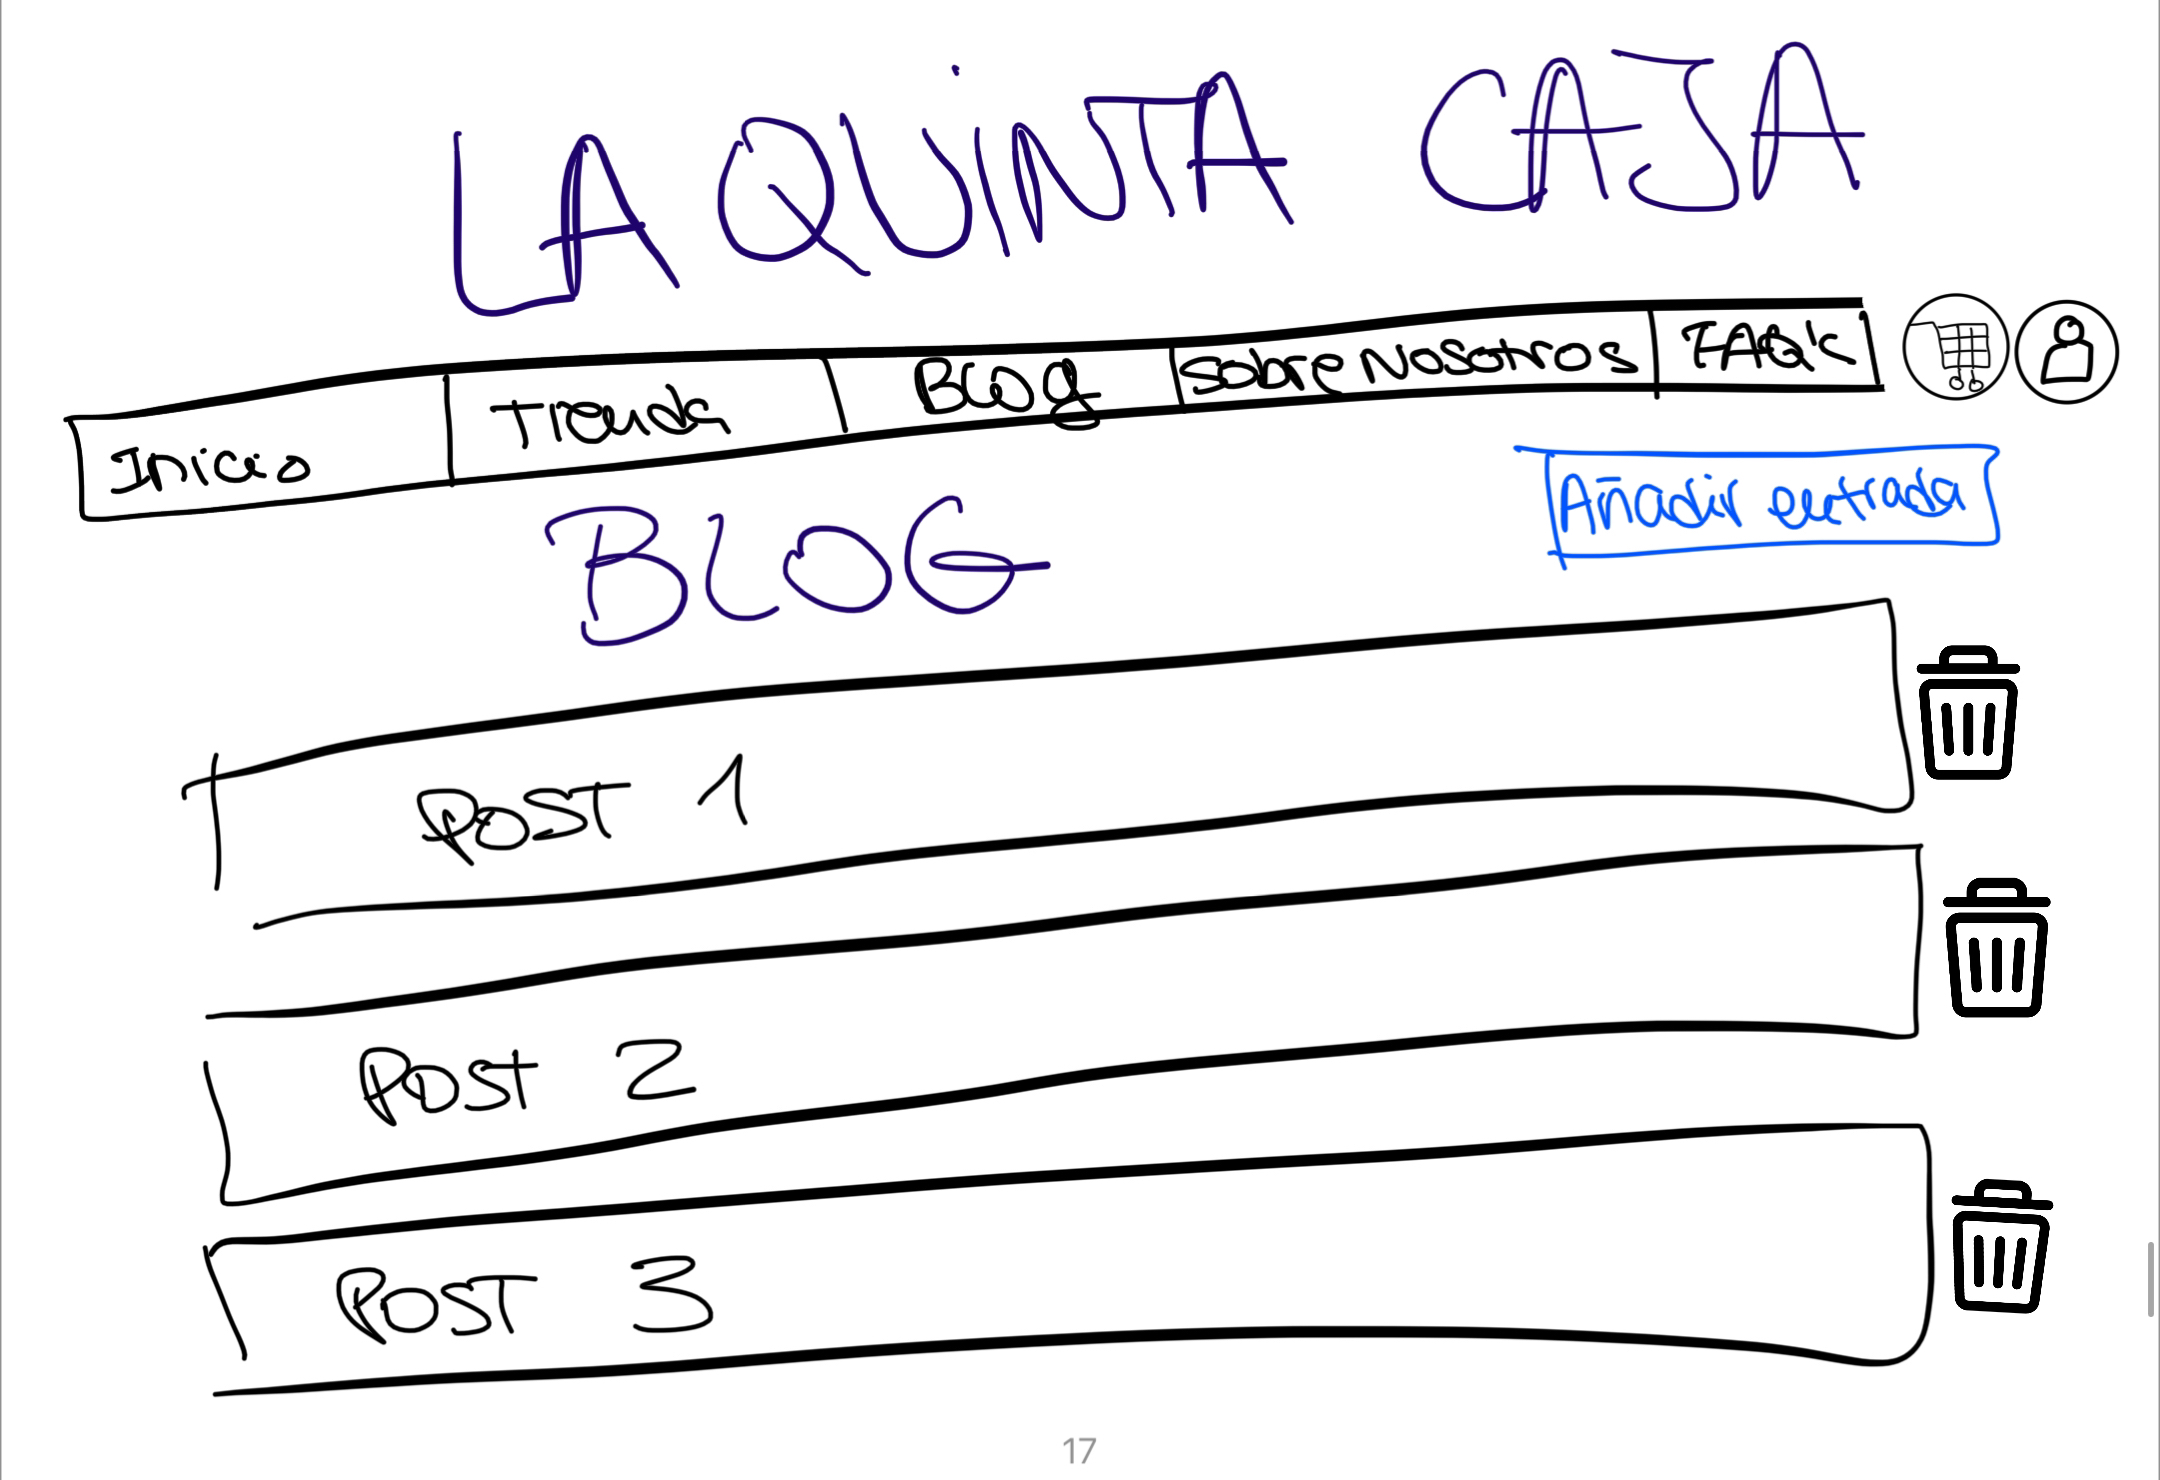 LA QUINTA CAJA
Inicio Tienda Blog Sobre Nosotros FAQ's
Añadir entrada
BLOG
POST 1
POST 2
POST 3
17